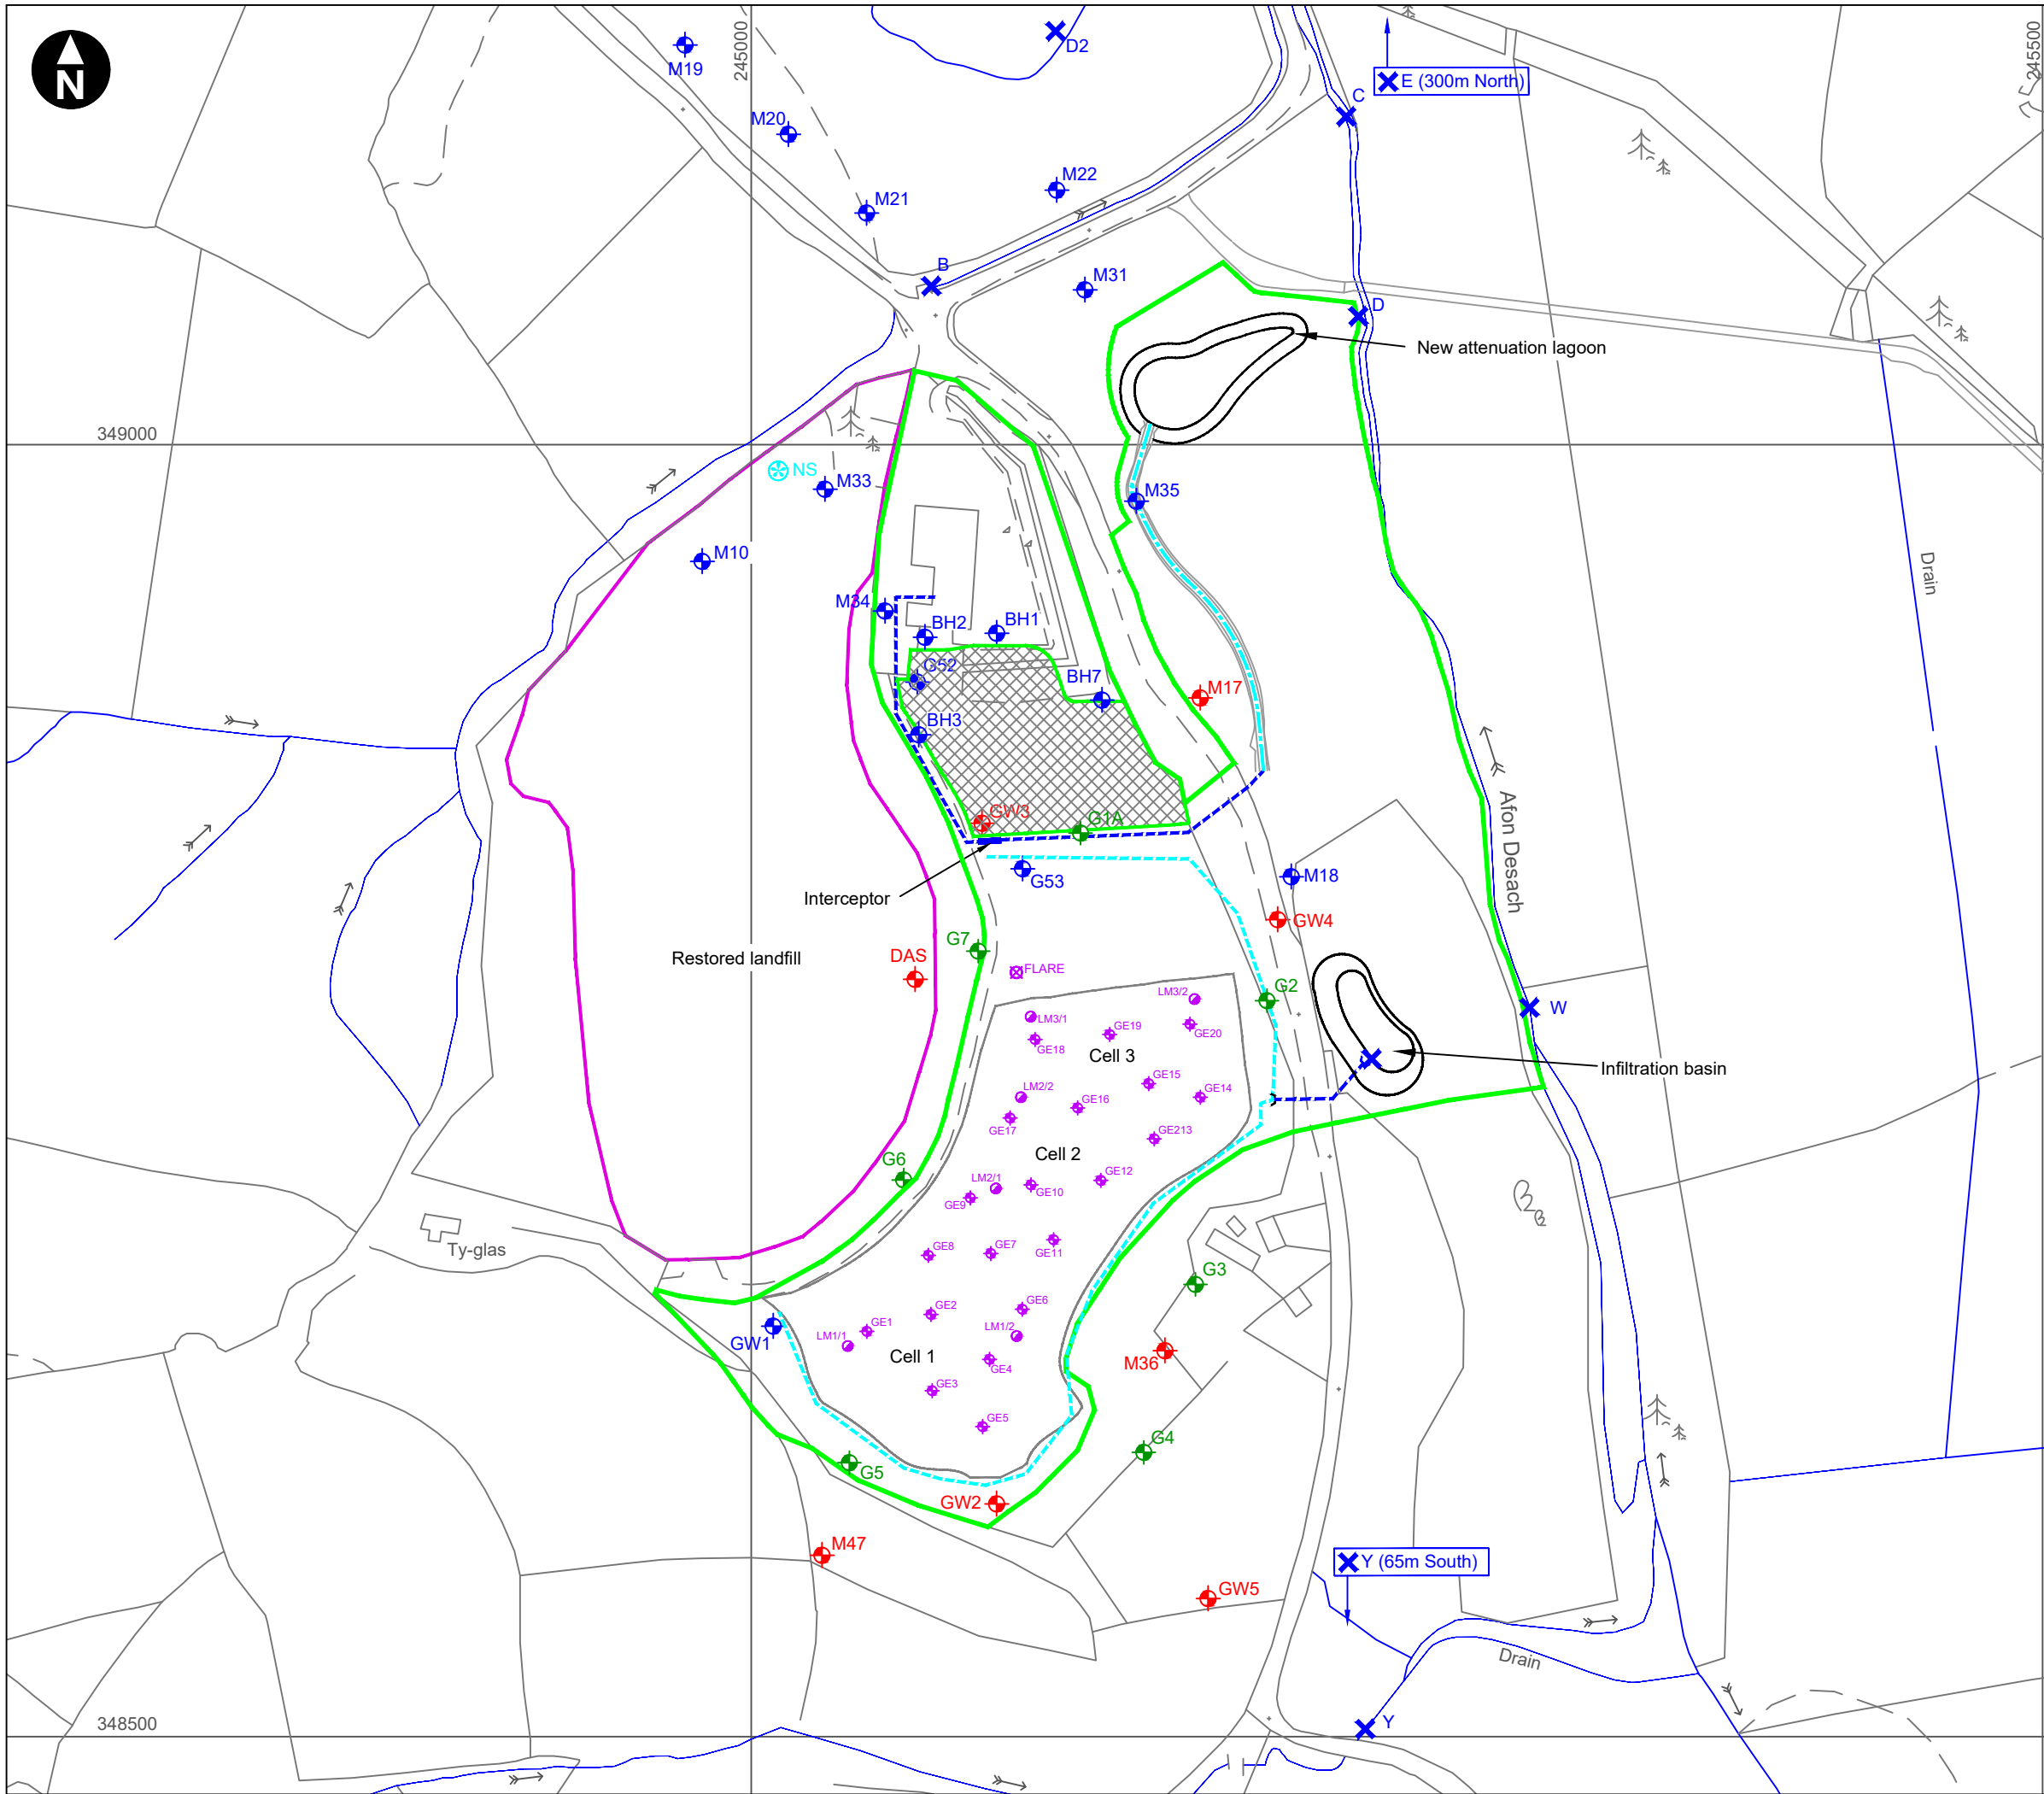 N
M19
245000
D2
E (300m North)
245500
C
M20
M22
M21
B
M31
D
New attenuation lagoon
349000
NS
M33
M35
Drain
M10
M34
BH2
BH1
G52
BH7
M17
BH3
GW3
G1A
Afon Desach
Interceptor
G53
M18
GW4
G7
Restored landfill
DAS
FLARE
LM3/2
G2
W
LM3/1
GE19
GE20
GE18
Cell 3
Infiltration basin
GE15
LM2/2
GE14
GE16
GE17
GE213
Cell 2
G6
LM2/1
GE12
GE10
GE9
Ty-glas
GE8
GE7
GE11
G3
GE6
GE2
GE1
LM1/1
LM1/2
GW1
Cell 1
GE4
M36
GE3
GE5
G4
G5
GW2
M47
Y (65m South)
GW5
Drain
348500
Y